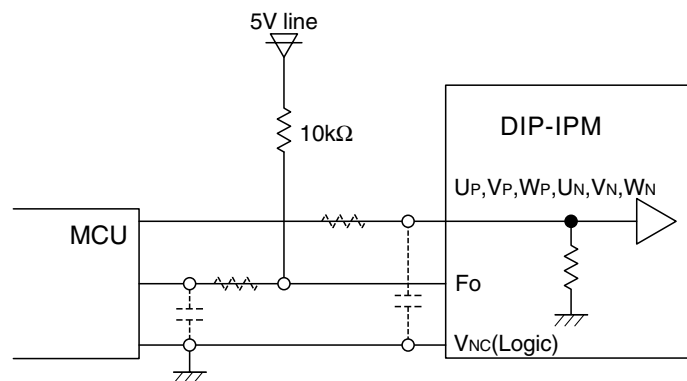 5V line
10kΩ
DIP-IPM
UP,VP,WP,UN,VN,WN
MCU
Fo
VNC(Logic)